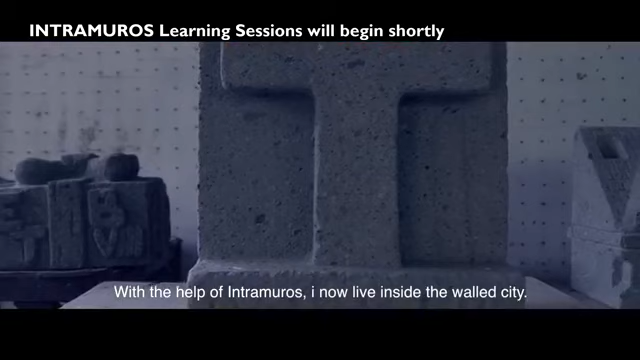 INTRAMUROS Learning Sessions will begin shortly
With the help of Intramuros, i now live inside the walled city.